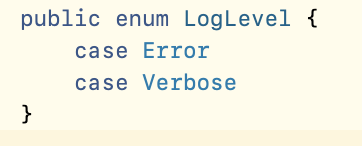 public enum LogLevel {
    case Error
    case Verbose
}